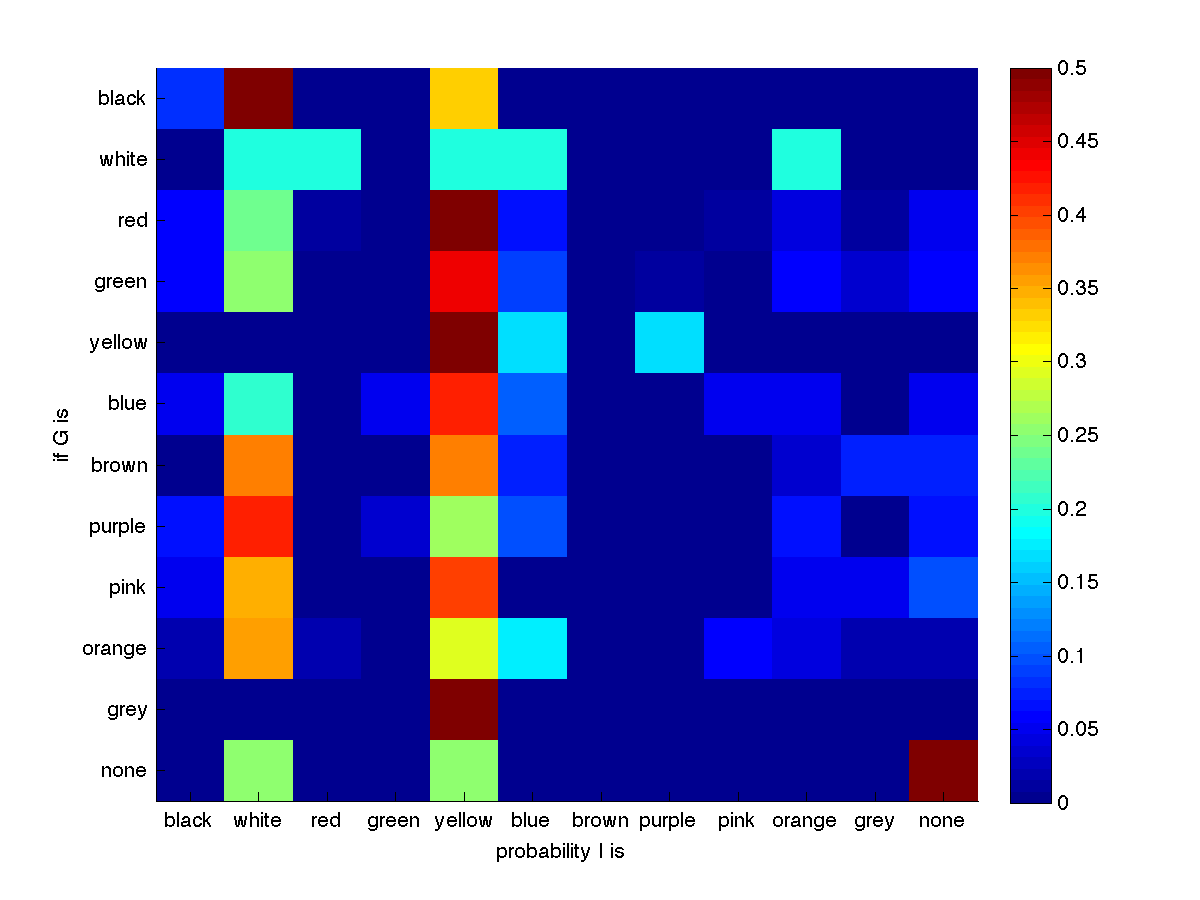 black
white
red
green
yellow
blue
brown
purple
pink
orange
grey
none
if G is
black white red green yellow blue brown purple pink orange grey none
probability I is
0.5
0.45
0.4
0.35
0.3
0.25
0.2
0.15
0.1
0.05
0